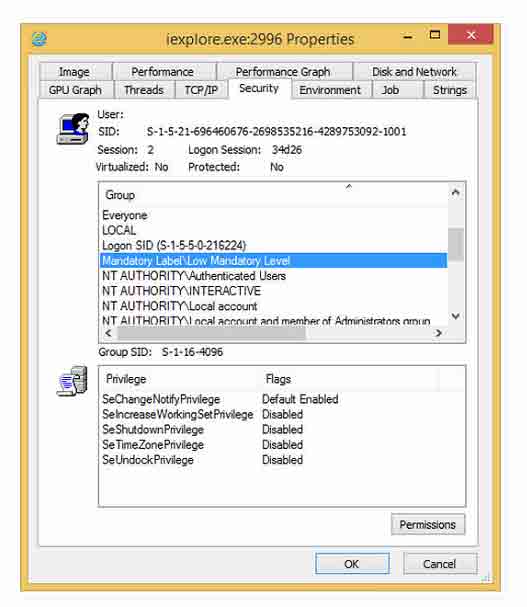 iexplore.exe:2996 Properties
Image Performance Performance Graph Disk and Network
GPU Graph Threads TCP/IP Security Environment Job Strings
User:
SID: S-1-5-21-696460676-2698535216-4289753092-1001
Session: 2 Logon Session: 34d26
Virtualized: No Protected: No
Group
Everyone
LOCAL
Logon SID (S-1-5-5-0-216224)
Mandatory Label\Low Mandatory Level
NT AUTHORITY\Authenticated Users
NT AUTHORITY\INTERACTIVE
NT AUTHORITY\Local account
NT AUTHORITY\Local account and member of Administrators group
Group SID: S-1-16-4096
Privilege Flags
SeChangeNotifyPrivilege Default Enabled
SeIncreaseWorkingSetPrivilege Disabled
SeShutdownPrivilege Disabled
SeTimeZonePrivilege Disabled
SeUndockPrivilege Disabled
Permissions
OK Cancel